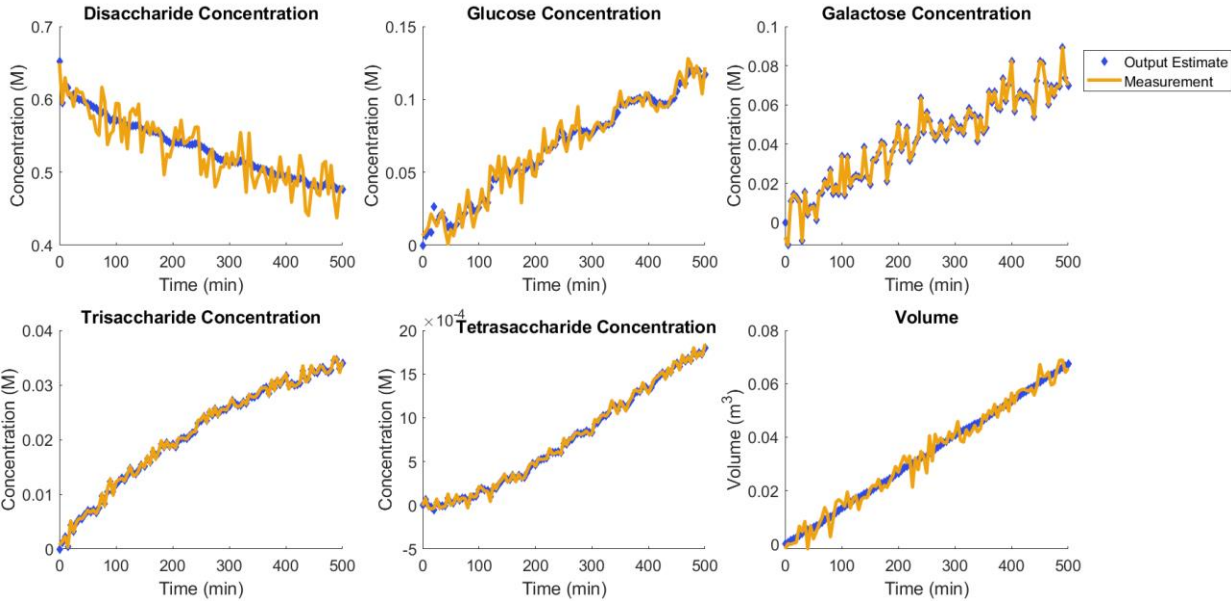 Disaccharide Concentration
Concentration (M)
0.7
0.6
0.5
0.4
0 100 200 300 400 500
Time (min)
Glucose Concentration
Concentration (M)
0.15
0.1
0.05
0
0 100 200 300 400 500
Time (min)
Galactose Concentration
Concentration (M)
0.1
0.08
0.06
0.04
0.02
0
0 100 200 300 400 500
Time (min)
Output Estimate
Measurement
Trisaccharide Concentration
Concentration (M)
0.04
0.03
0.02
0.01
0
0 100 200 300 400 500
Time (min)
×10⁻⁴ Tetrasaccharide Concentration
Concentration (M)
20
15
10
5
0
-5
0 100 200 300 400 500
Time (min)
Volume
Volume (m³)
0.08
0.06
0.04
0.02
0
0 100 200 300 400 500
Time (min)